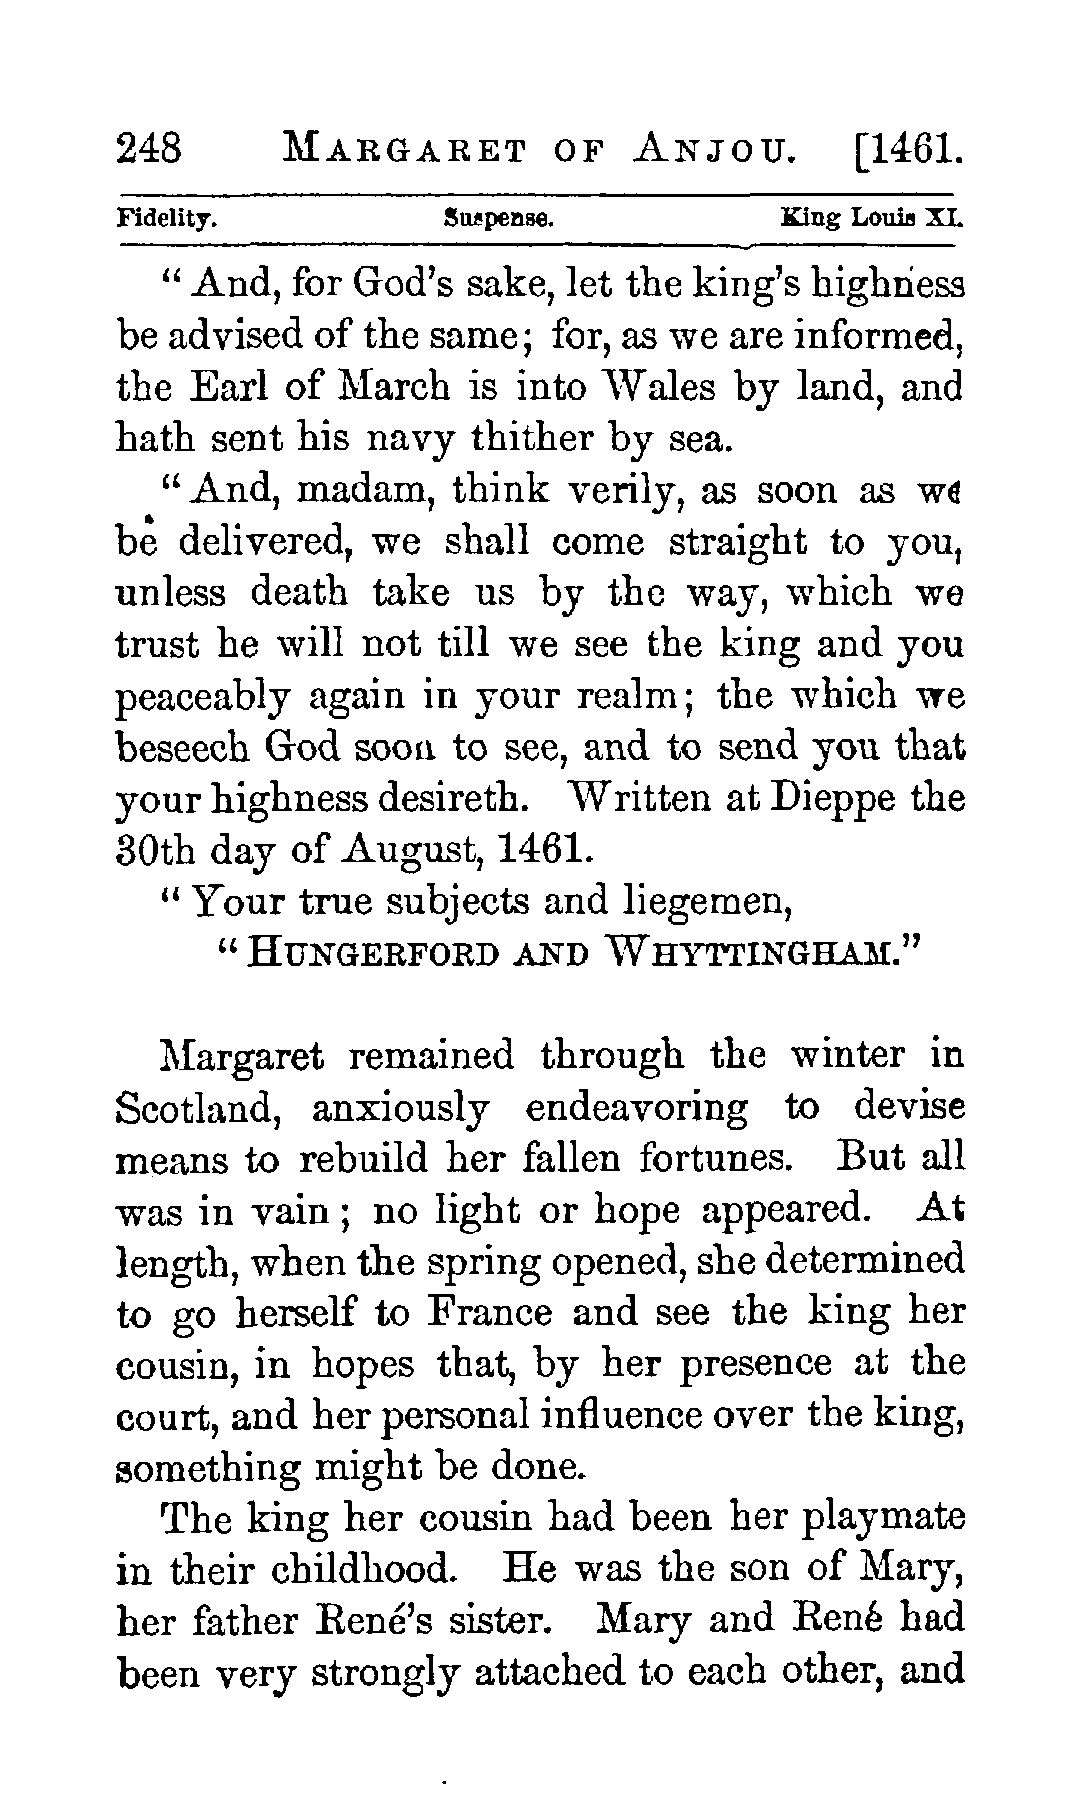 248 MARGARET OF ANJOU. [1461.
Fidelity. Suspense. King Louis XI.
“ And, for God’s sake, let the king’s highness
be advised of the same; for, as we are informed,
the Earl of March is into Wales by land, and
hath sent his navy thither by sea.
“ And, madam, think verily, as soon as we
be delivered, we shall come straight to you,
unless death take us by the way, which we
trust he will not till we see the king and you
peaceably again in your realm; the which we
beseech God soon to see, and to send you that
your highness desireth. Written at Dieppe the
30th day of August, 1461.
“ Your true subjects and liegemen,
“ HUNGERFORD AND WHYTTINGHAM.”
Margaret remained through the winter in
Scotland, anxiously endeavoring to devise
means to rebuild her fallen fortunes. But all
was in vain ; no light or hope appeared. At
length, when the spring opened, she determined
to go herself to France and see the king her
cousin, in hopes that, by her presence at the
court, and her personal influence over the king,
something might be done.
The king her cousin had been her playmate
in their childhood. He was the son of Mary,
her father René’s sister. Mary and René had
been very strongly attached to each other, and